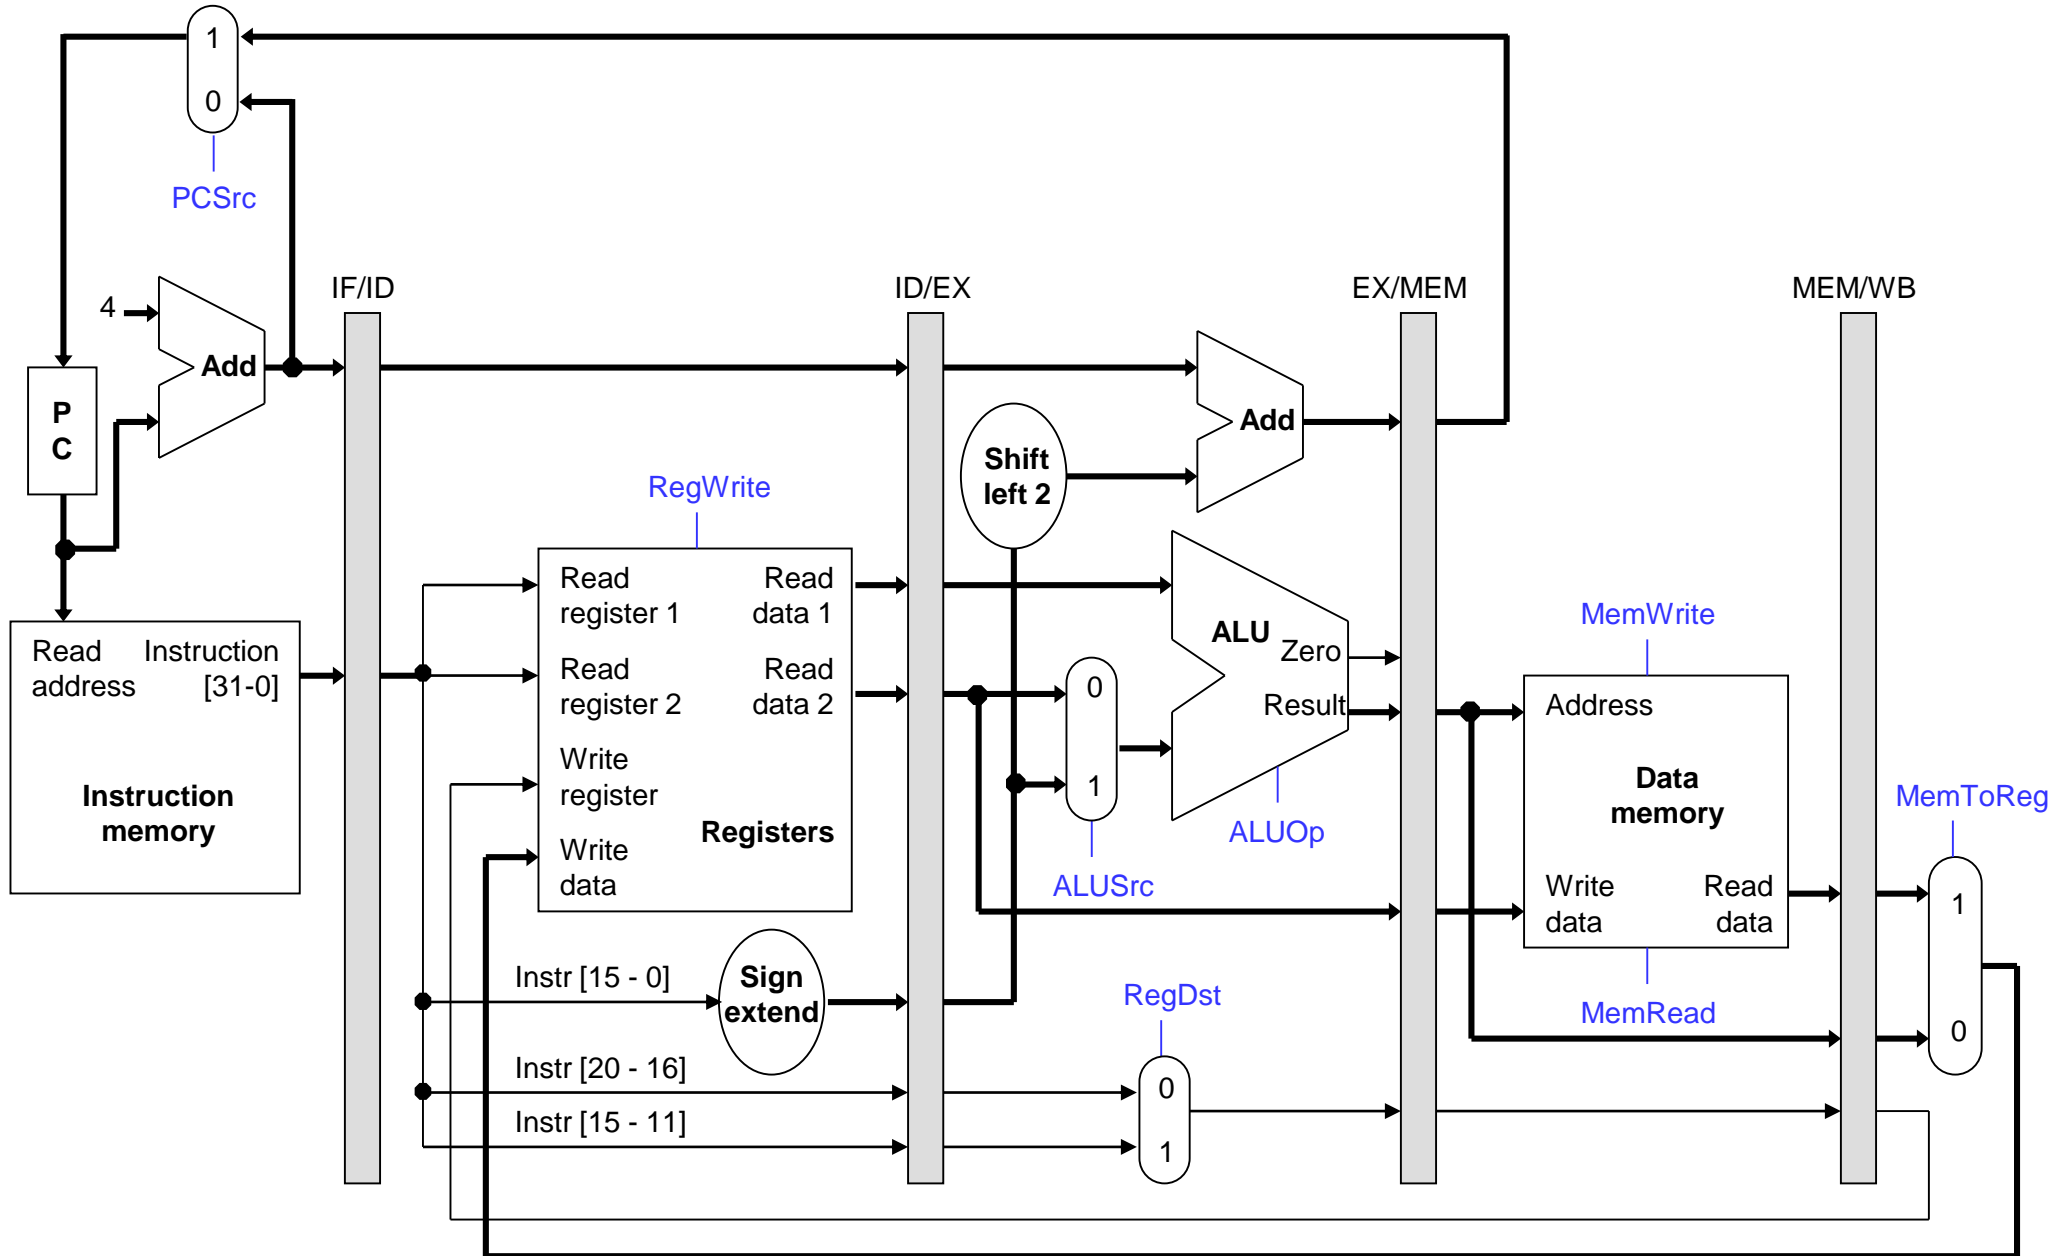 1
0
PCSrc
IF/ID
ID/EX
EX/MEM
MEM/WB
4
Add
P
C
Add
Shift
left 2
RegWrite
Read
register 1
Read
data 1
Read
register 2
Read
data 2
Write
register
Write
data
Registers
Read
address
Instruction
[31-0]
Instruction
memory
0
1
ALUSrc
ALU
Zero
Result
ALUOp
MemWrite
Address
Data
memory
Write
data
Read
data
MemRead
MemToReg
1
0
Instr [15 - 0]
Sign
extend
RegDst
Instr [20 - 16]
0
Instr [15 - 11]
1